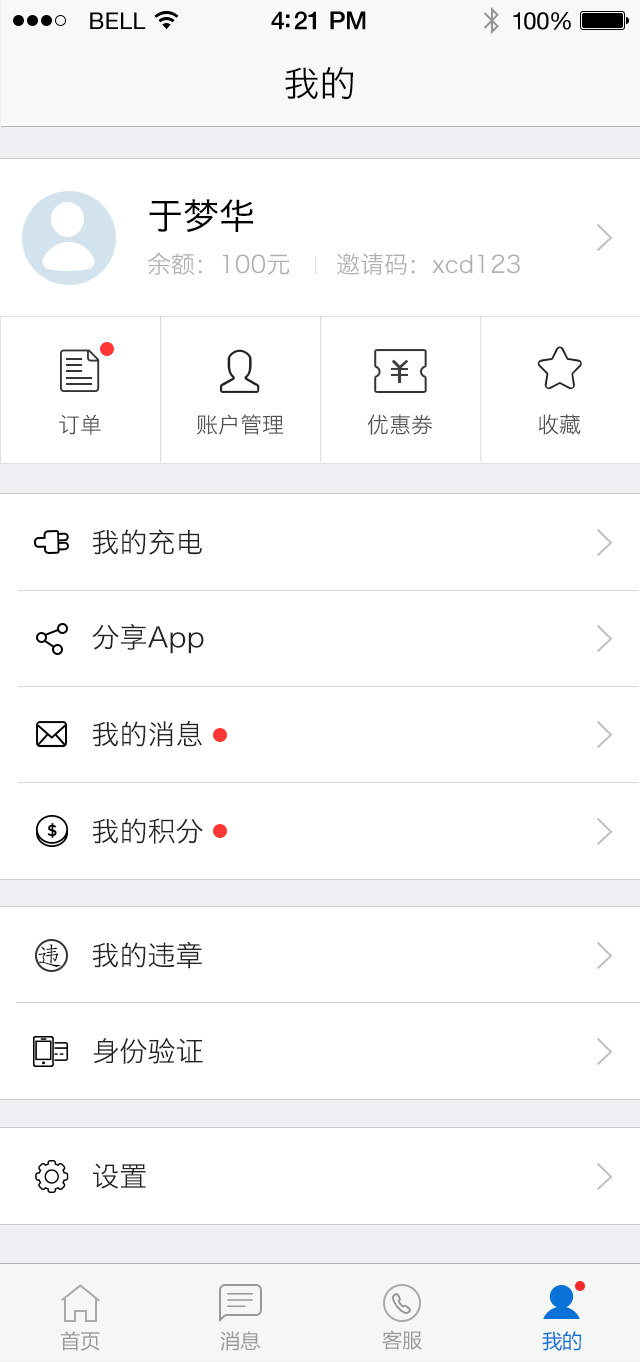 BELL 4:21 PM 100%
我的
于梦华
余额：100元 邀请码：xcd123
订单 账户管理 优惠券 收藏
我的充电
分享App
我的消息
$ 我的积分
违 我的违章
身份验证
设置
首页 消息 客服 我的